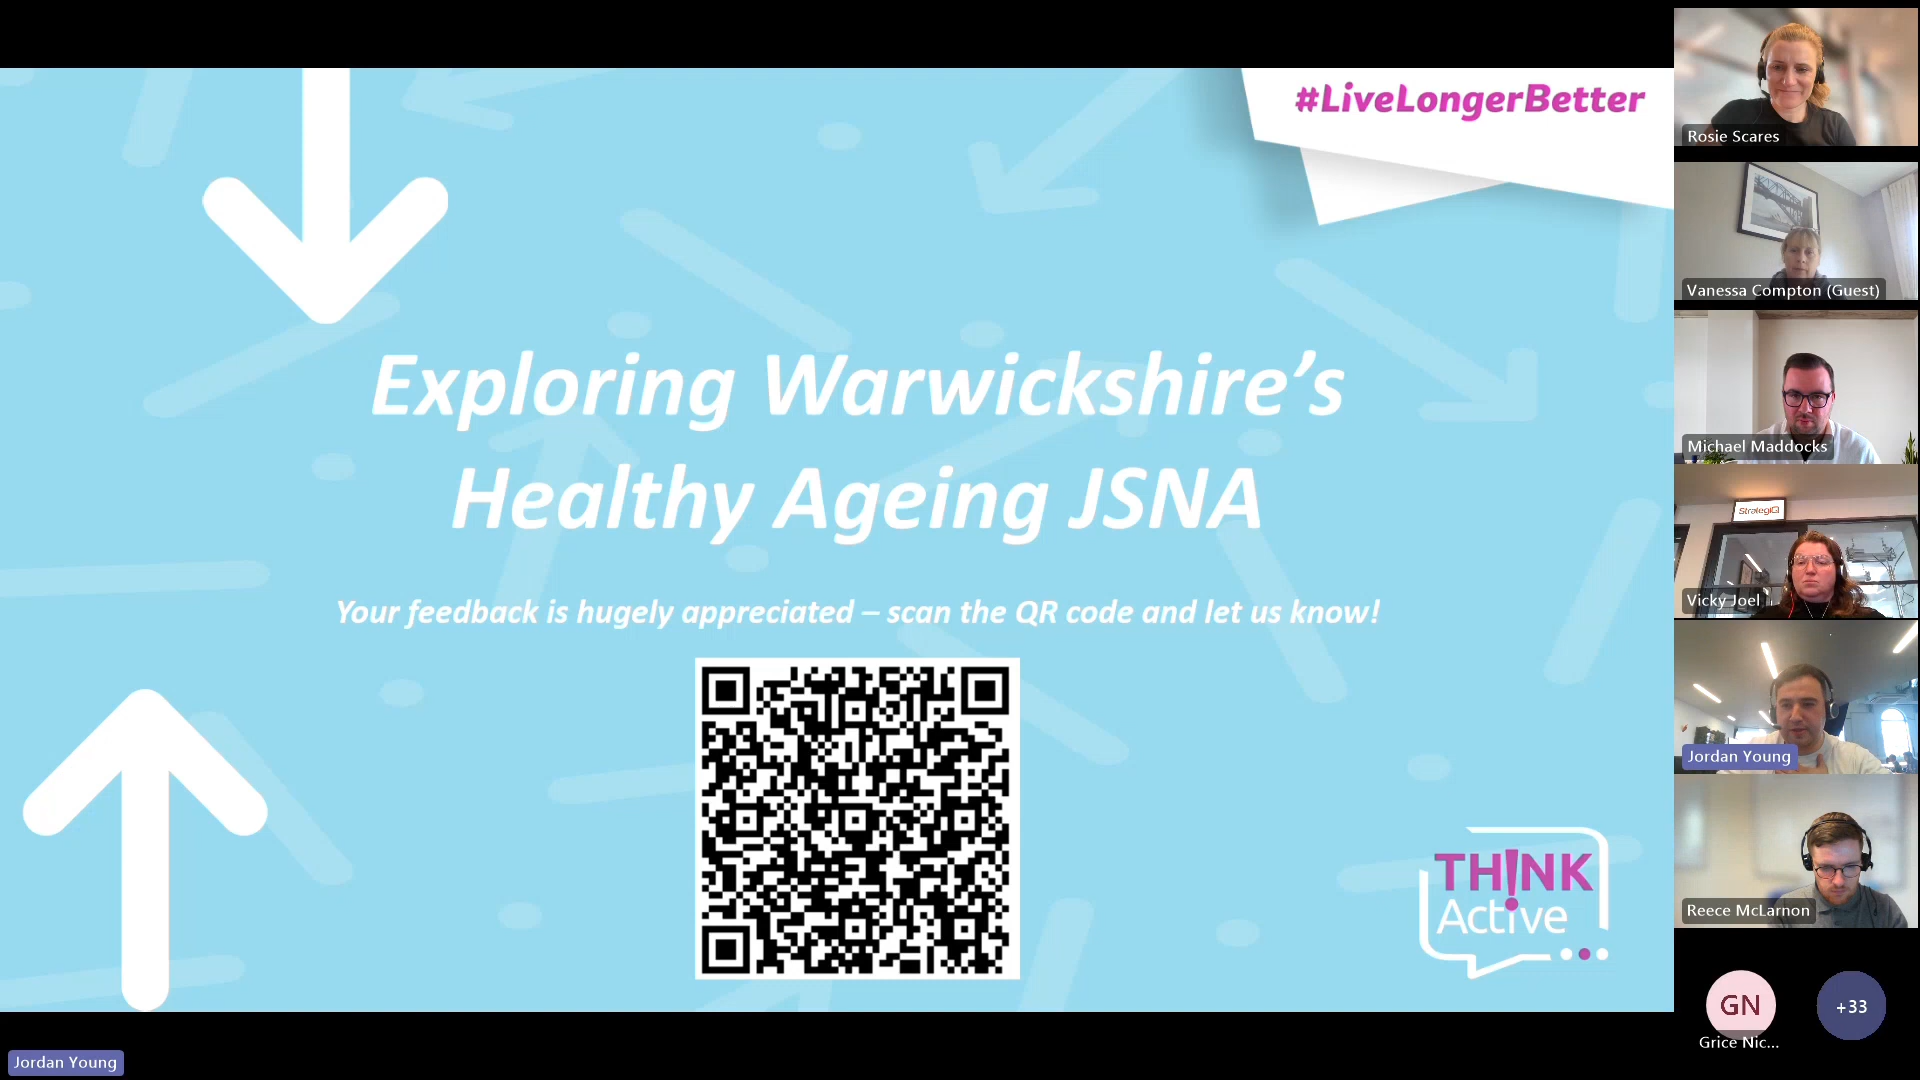 #LiveLongerBetter
Exploring Warwickshire’s
Healthy Ageing JSNA
Your feedback is hugely appreciated – scan the QR code and let us know!
TH!NK
Active
Jordan Young
Rosie Scares
Vanessa Compton (Guest)
Michael Maddocks
StrategiQ
Vicky Joel
Jordan Young
Reece McLarnon
GN
Grice Nic...
+33